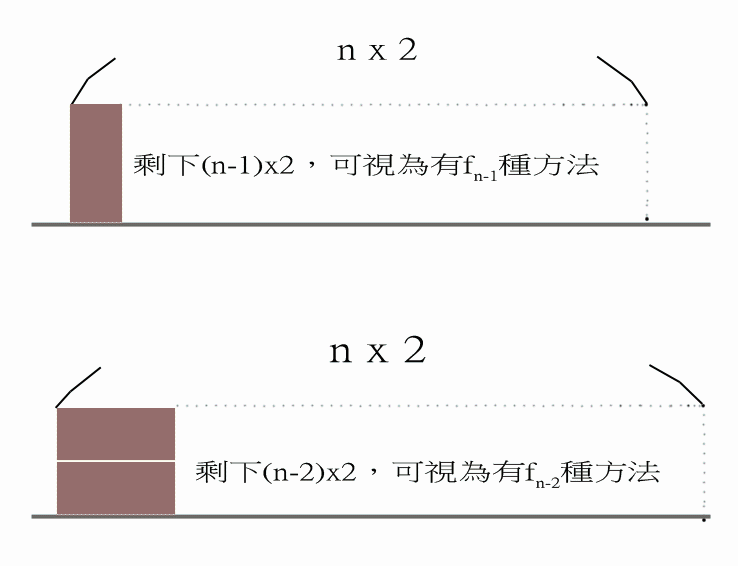 n x 2
剩下(n-1)x2，可視為有fn-1種方法
n x 2
剩下(n-2)x2，可視為有fn-2種方法